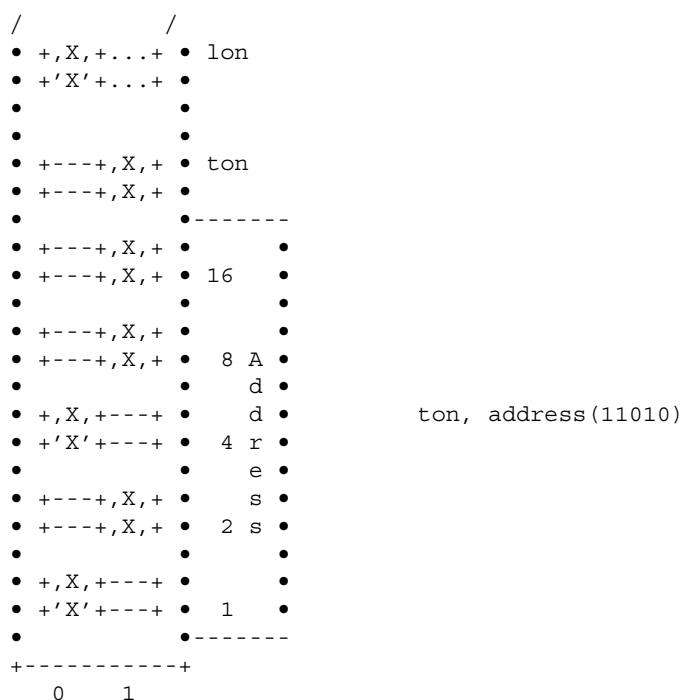 /          /
• +,X,+...+ • lon
• +'X'+...+ •
•           •
•           •
• +---+,X,+ • ton
• +---+,X,+ •
•           •-------
• +---+,X,+ •      •
• +---+,X,+ • 16   •
•           •      •
• +---+,X,+ •      •
• +---+,X,+ •  8 A •
•           •    d •
• +,X,+---+ •    d •         ton, address(11010)
• +'X'+---+ •  4 r •
•           •    e •
• +---+,X,+ •    s •
• +---+,X,+ •  2 s •
•           •      •
• +,X,+---+ •      •
• +'X'+---+ •  1   •
•           •-------
+-----------+
   0    1